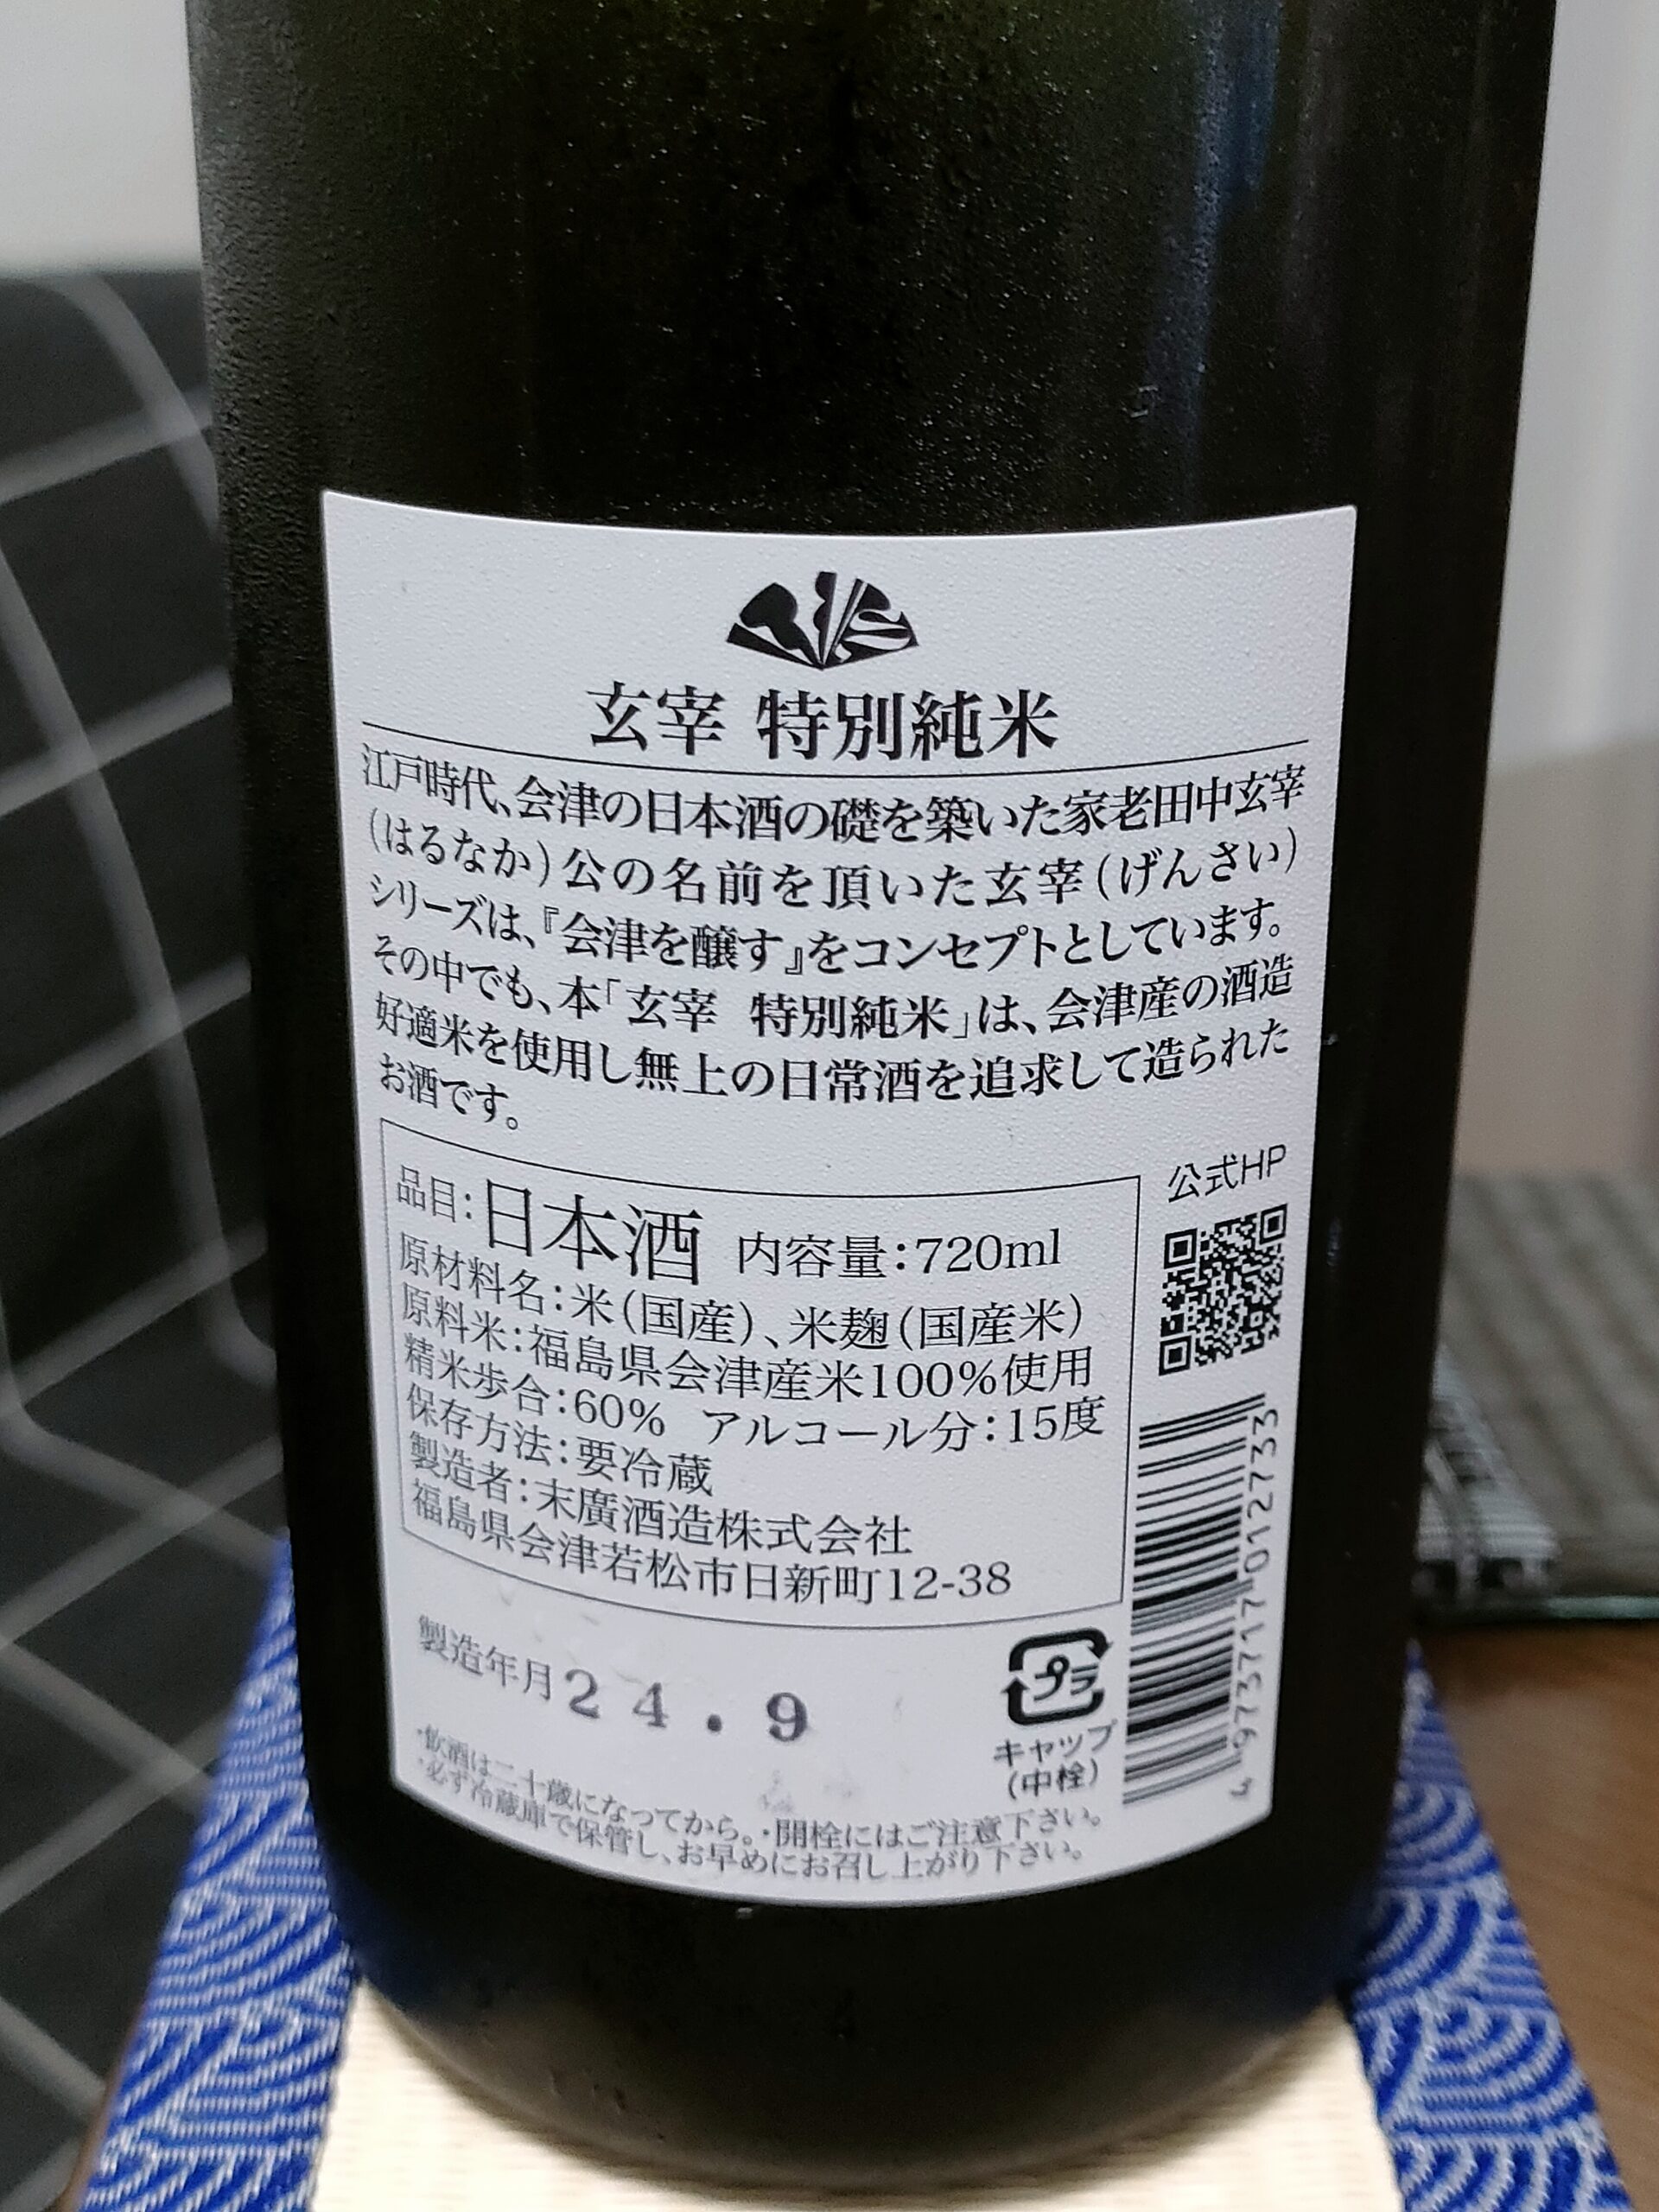 玄宰 特別純米
江戸時代、会津の日本酒の礎を築いた家老田中玄宰
(はるなか)公の名前を頂いた玄宰(げんさい)
シリーズは、『会津を醸す』をコンセプトとしています。
その中でも、本「玄宰 特別純米」は、会津産の酒造
好適米を使用し無上の日常酒を追求して造られた
お酒です。
品目:日本酒 内容量:720ml
原材料名:米(国産)、米麹(国産米)
原料米:福島県会津産米100%使用
精米歩合:60% アルコール分:15度
保存方法:要冷蔵
製造者:末廣酒造株式会社
福島県会津若松市日新町12-38
公式HP
4 973717 012733
製造年月 24.9
プラ
キャップ
(中栓)
・飲酒は二十歳になってから。・開栓にはご注意下さい。
・必ず冷蔵庫で保管し、お早めにお召し上がり下さい。